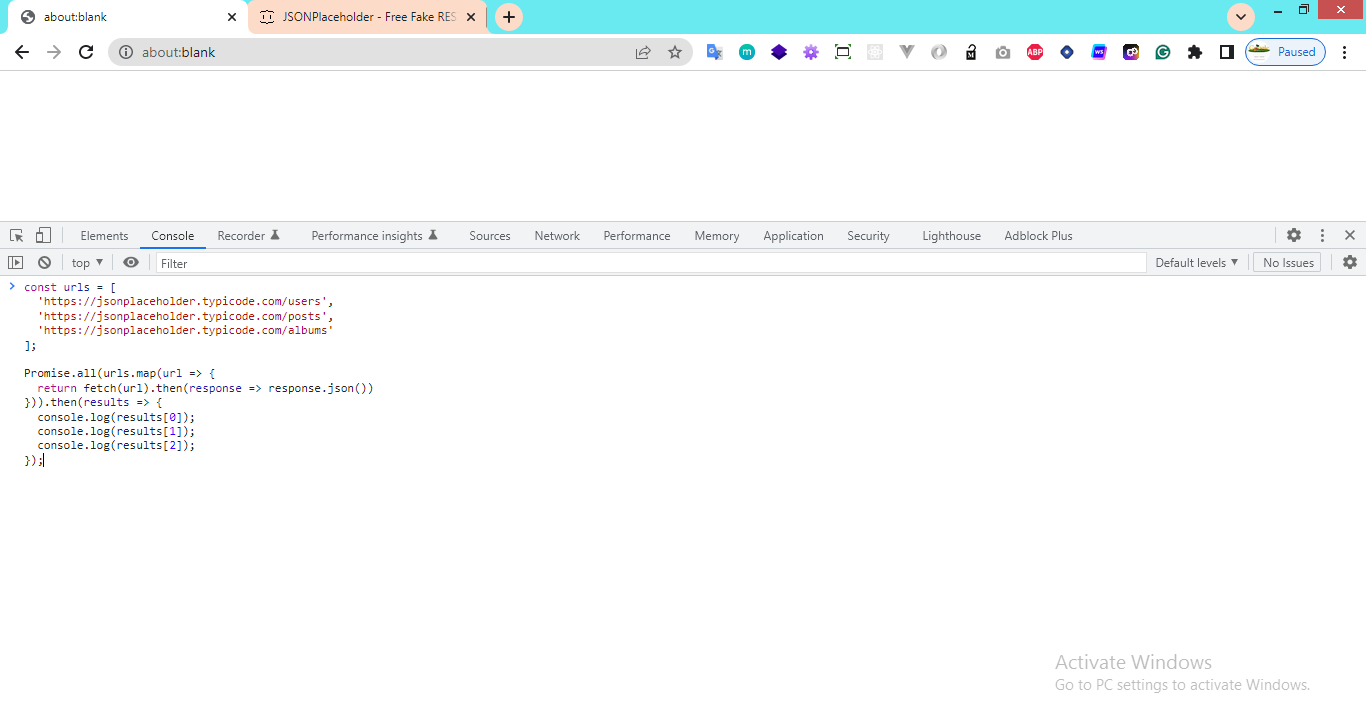 about:blank
JSONPlaceholder - Free Fake RES
about:blank
Paused
Elements Console Recorder Performance insights Sources Network Performance Memory Application Security Lighthouse Adblock Plus
top Filter Default levels No Issues
const urls = [
'https://jsonplaceholder.typicode.com/users',
'https://jsonplaceholder.typicode.com/posts',
'https://jsonplaceholder.typicode.com/albums'
];
Promise.all(urls.map(url => {
return fetch(url).then(response => response.json())
})).then(results => {
console.log(results[0]);
console.log(results[1]);
console.log(results[2]);
});
Activate Windows
Go to PC settings to activate Windows.